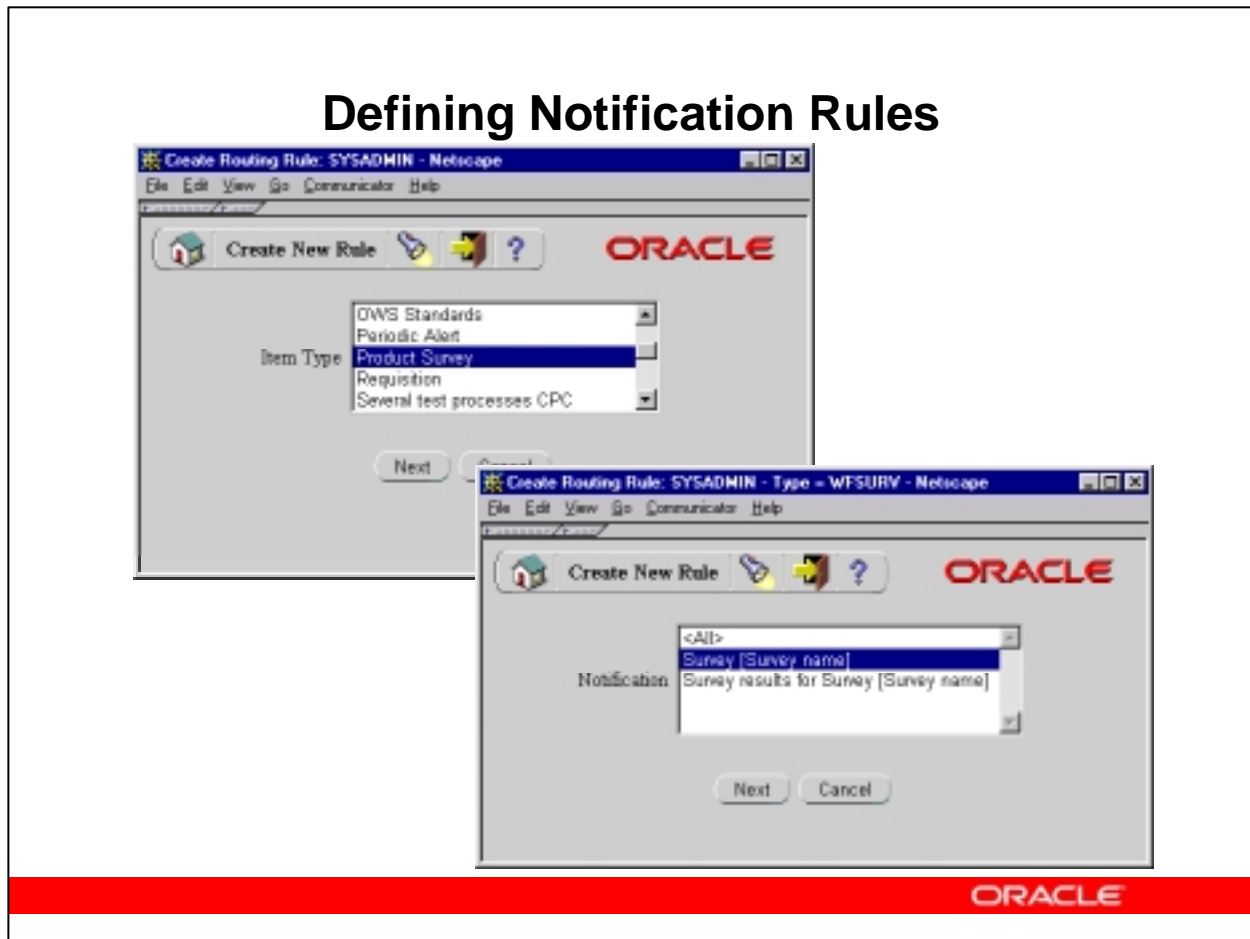 Defining Notification Rules
Create Routing Rule: SYSADMIN - Netscape
File Edit View Go Communicator Help
Create New Rule ? ORACLE
OWS Standards
Periodic Alert
Item Type Product Survey
Requisition
Several test processes CPC
Next
Create Routing Rule: SYSADMIN - Type = WFSURV - Netscape
File Edit View Go Communicator Help
Create New Rule ? ORACLE
<All>
Survey [Survey name]
Notification Survey results for Survey [Survey name]
Next Cancel
ORACLE